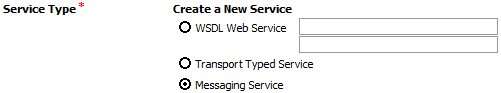 Service Type * Create a New Service
WSDL Web Service
Transport Typed Service
Messaging Service